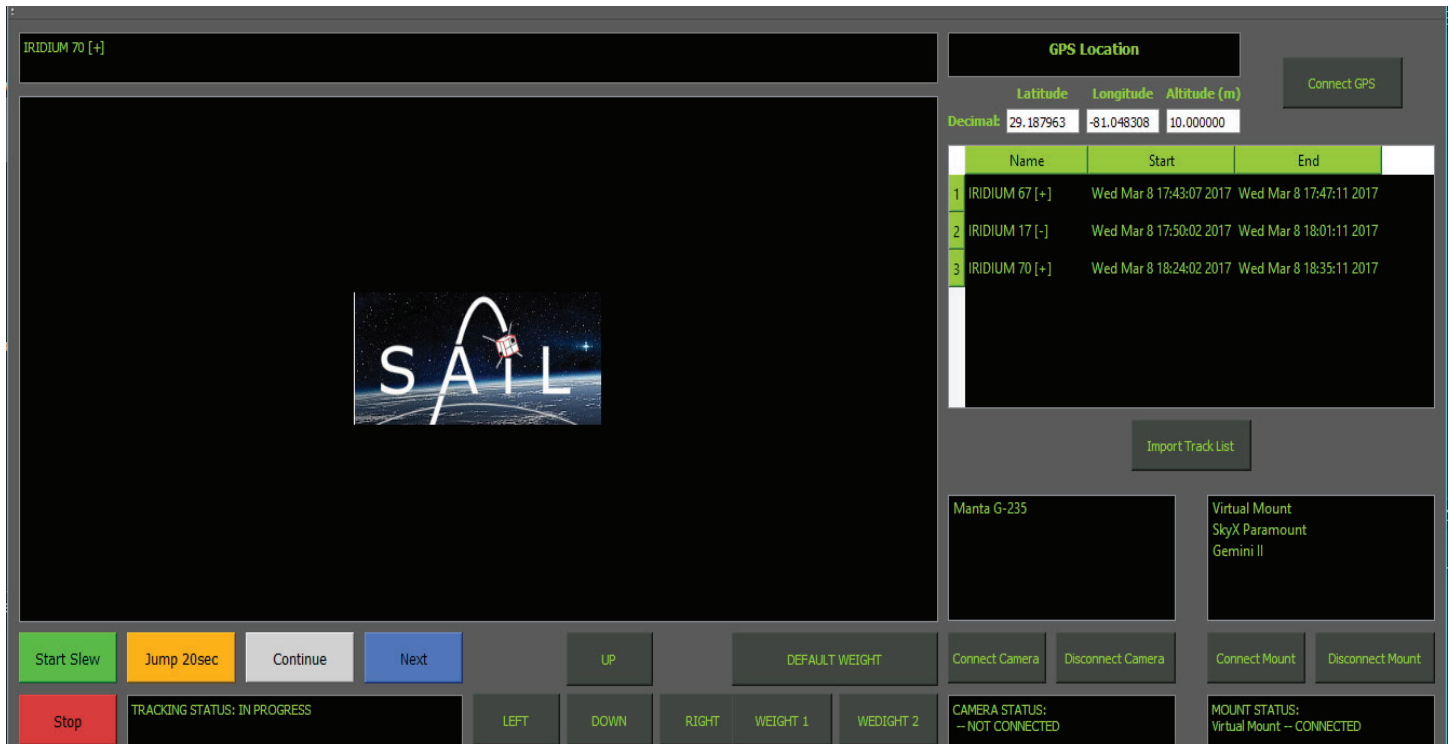 IRIDIUM 70 [+]
GPS Location
Connect GPS
Latitude Longitude Altitude (m)
Decimal: 29.187963 -81.048308 10.000000
Name Start End
1 IRIDIUM 67 [+] Wed Mar 8 17:43:07 2017 Wed Mar 8 17:47:11 2017
2 IRIDIUM 17 [-] Wed Mar 8 17:50:02 2017 Wed Mar 8 18:01:11 2017
3 IRIDIUM 70 [+] Wed Mar 8 18:24:02 2017 Wed Mar 8 18:35:11 2017
SAIL
Import Track List
Manta G-235
Virtual Mount
SkyX Paramount
Gemini II
Start Slew Jump 20sec Continue Next UP DEFAULT WEIGHT Connect Camera Disconnect Camera Connect Mount Disconnect Mount
Stop
TRACKING STATUS: IN PROGRESS
LEFT DOWN RIGHT WEIGHT 1 WEDIGHT 2
CAMERA STATUS:
-- NOT CONNECTED
MOUNT STATUS:
Virtual Mount -- CONNECTED